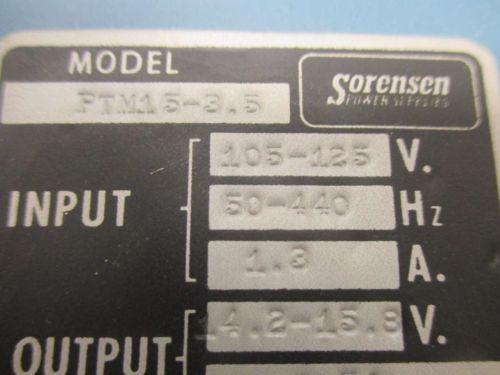 MODEL
PTM15-3.5
Sorensen
POWER SUPPLIES
INPUT
105-125 V.
50-440 Hz
1.3 A.
OUTPUT
14.2-15.8 V.